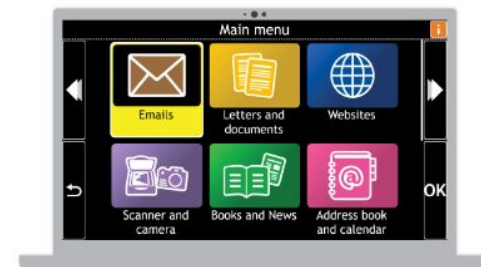 Main menu
i
Emails
Letters and
documents
Websites
OK
Scanner and
camera
Books and News
Address book
and calendar